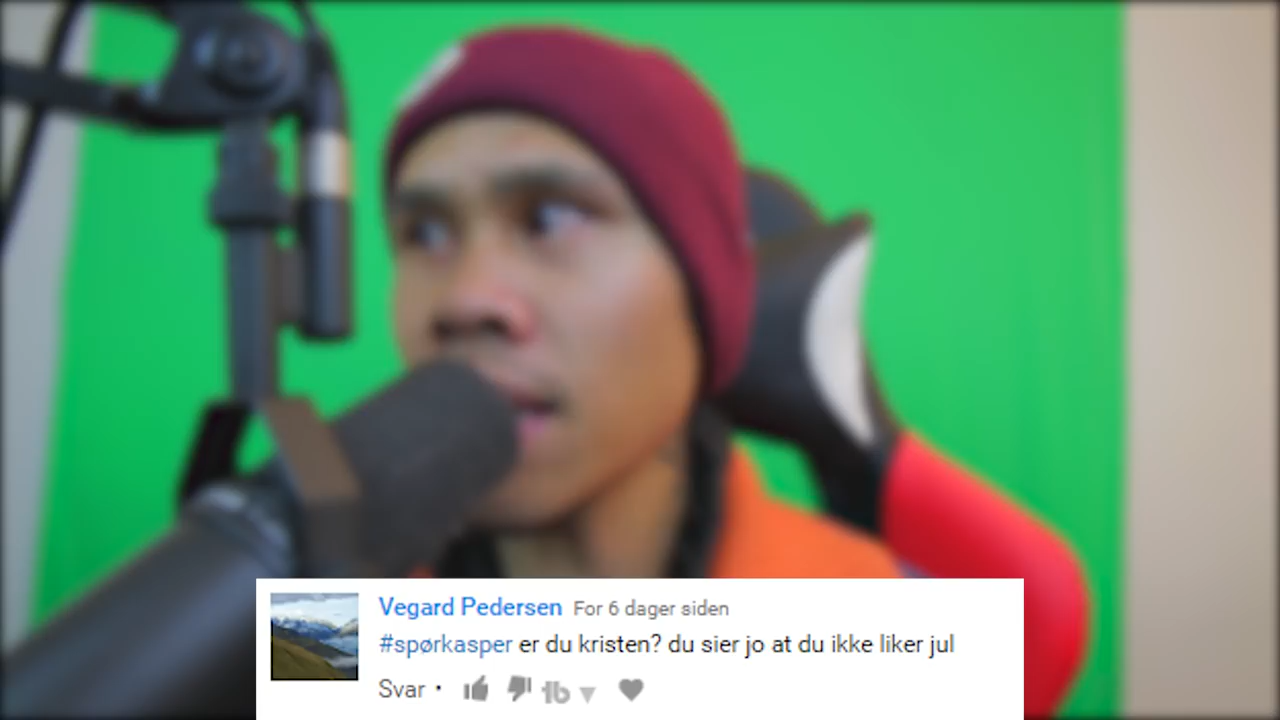 Vegard Pedersen For 6 dager siden
#spørkasper er du kristen? du sier jo at du ikke liker jul
Svar •